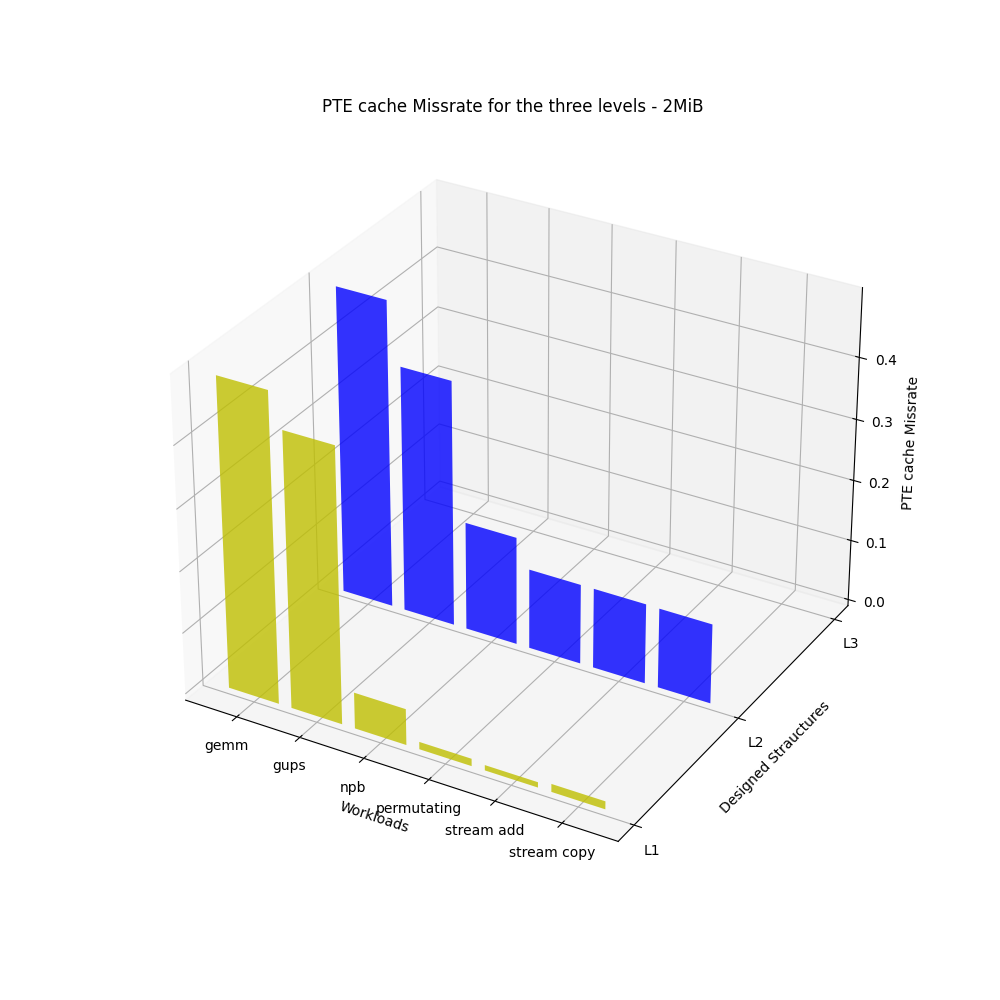 PTE cache Missrate for the three levels - 2MiB
0.4
0.3
0.2
0.1
0.0
PTE cache Missrate
L3
L2
L1
Designed Strauctures
gemm
gups
npb
permutating
stream add
stream copy
Workloads